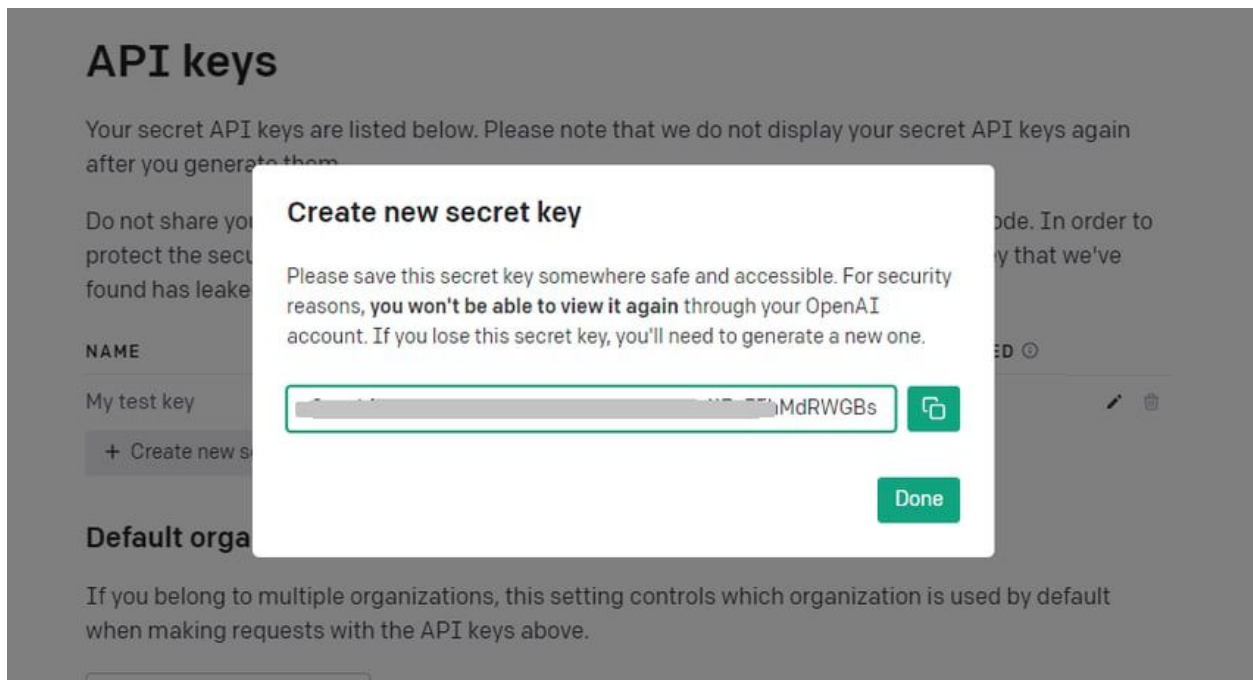 API keys
Your secret API keys are listed below. Please note that we do not display your secret API keys again
after you generate them.
Do not share you
ode. In order to
protect the secu
y that we've
found has leake
Create new secret key
Please save this secret key somewhere safe and accessible. For security
reasons, you won't be able to view it again through your OpenAI
account. If you lose this secret key, you'll need to generate a new one.
NAME
ED
My test key
hMdRWGBs
+ Create new s
Done
Default orga
If you belong to multiple organizations, this setting controls which organization is used by default
when making requests with the API keys above.